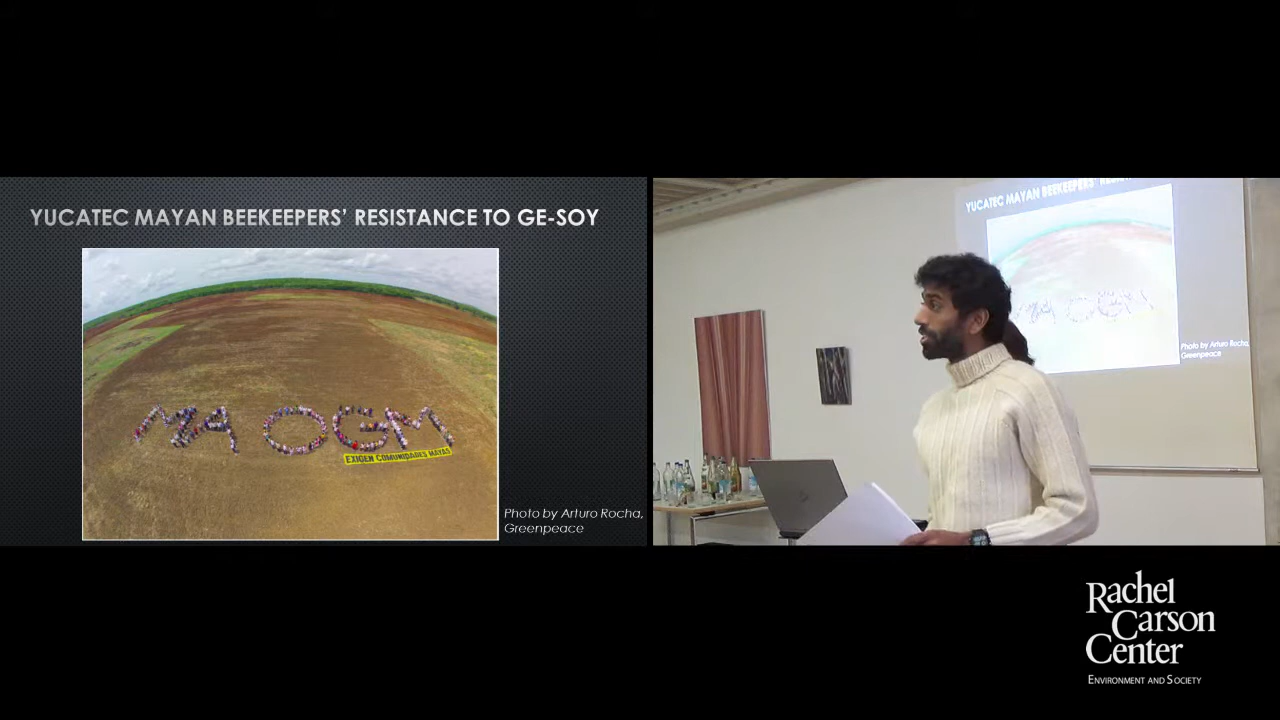 YUCATEC MAYAN BEEKEEPERS’ RESISTANCE TO GE-SOY
MA OGM
EXIGEN COMUNIDADES MAYAS
Photo by Arturo Rocha,
Greenpeace
YUCATEC MAYAN BEEKEEPERS’
Photo by Arturo Rocha,
Greenpeace
Rachel
Carson
Center
ENVIRONMENT AND SOCIETY